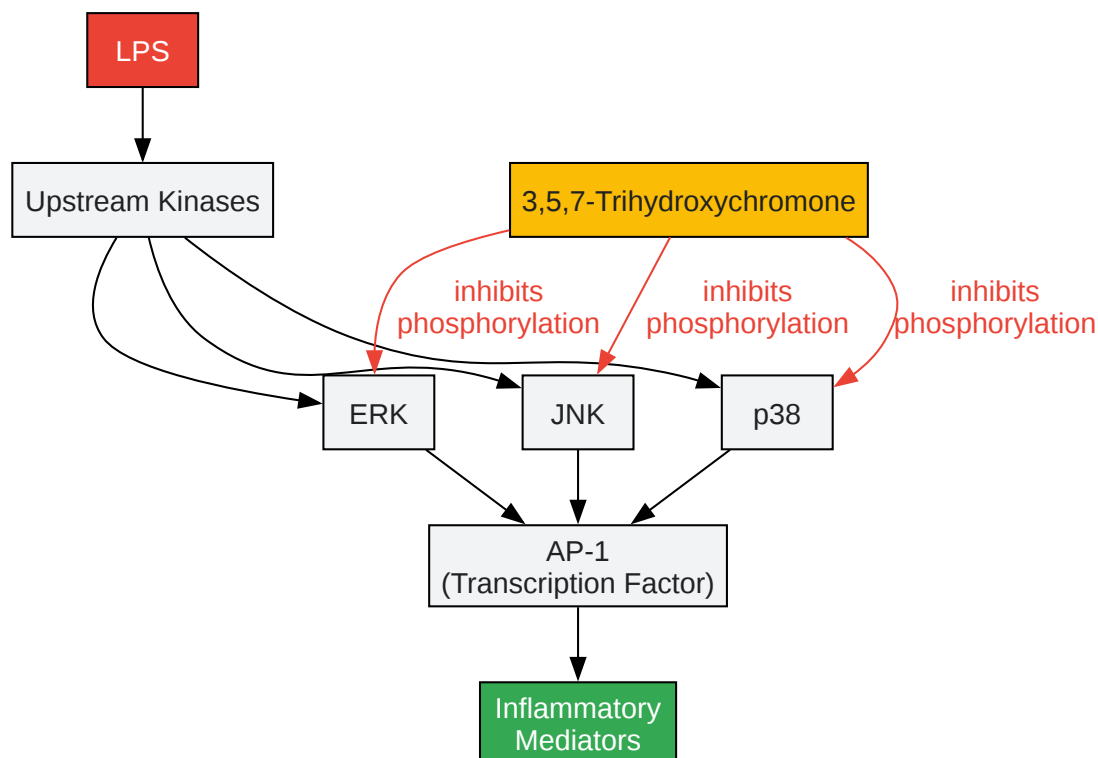 LPS
Upstream Kinases
3,5,7-Trihydroxychromone
inhibits
phosphorylation
inhibits
phosphorylation
inhibits
phosphorylation
ERK
JNK
p38
AP-1
(Transcription Factor)
Inflammatory
Mediators